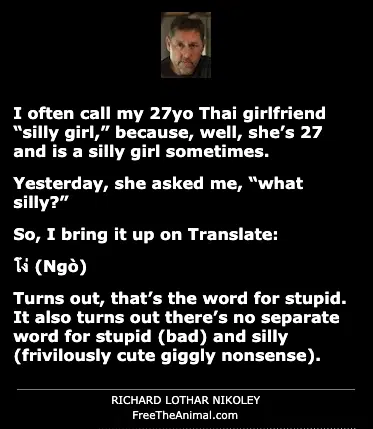 I often call my 27yo Thai girlfriend
“silly girl,” because, well, she’s 27
and is a silly girl sometimes.
Yesterday, she asked me, “what
silly?”
So, I bring it up on Translate:
โง่ (Ngò)
Turns out, that’s the word for stupid.
It also turns out there’s no separate
word for stupid (bad) and silly
(frivilously cute giggly nonsense).
RICHARD LOTHAR NIKOLEY
FreeTheAnimal.com